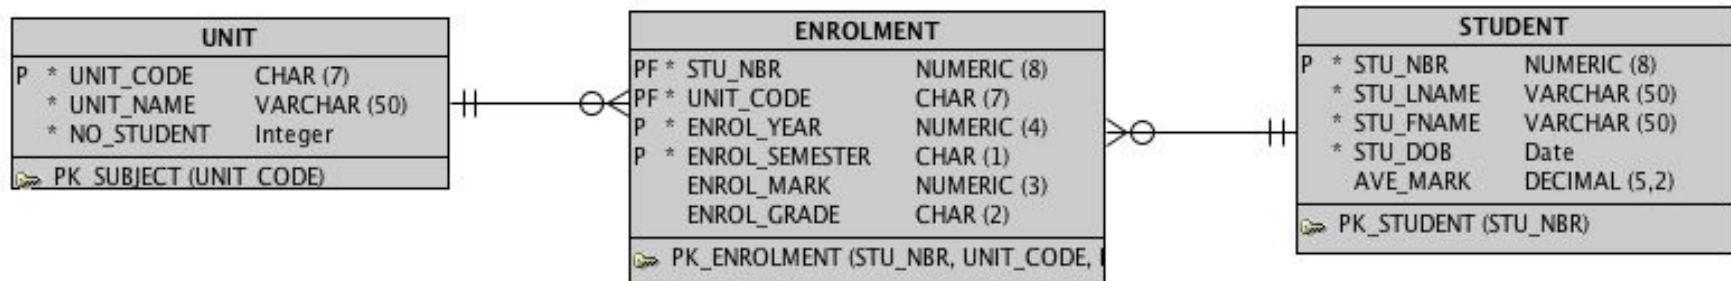 UNIT
P * UNIT_CODE CHAR (7)
* UNIT_NAME VARCHAR (50)
* NO_STUDENT Integer
PK_SUBJECT (UNIT_CODE)
ENROLMENT
PF * STU_NBR NUMERIC (8)
PF * UNIT_CODE CHAR (7)
P * ENROL_YEAR NUMERIC (4)
P * ENROL_SEMESTER CHAR (1)
ENROL_MARK NUMERIC (3)
ENROL_GRADE CHAR (2)
PK_ENROLMENT (STU_NBR, UNIT_CODE,
STUDENT
P * STU_NBR NUMERIC (8)
* STU_LNAME VARCHAR (50)
* STU_FNAME VARCHAR (50)
* STU_DOB Date
AVE_MARK DECIMAL (5,2)
PK_STUDENT (STU_NBR)